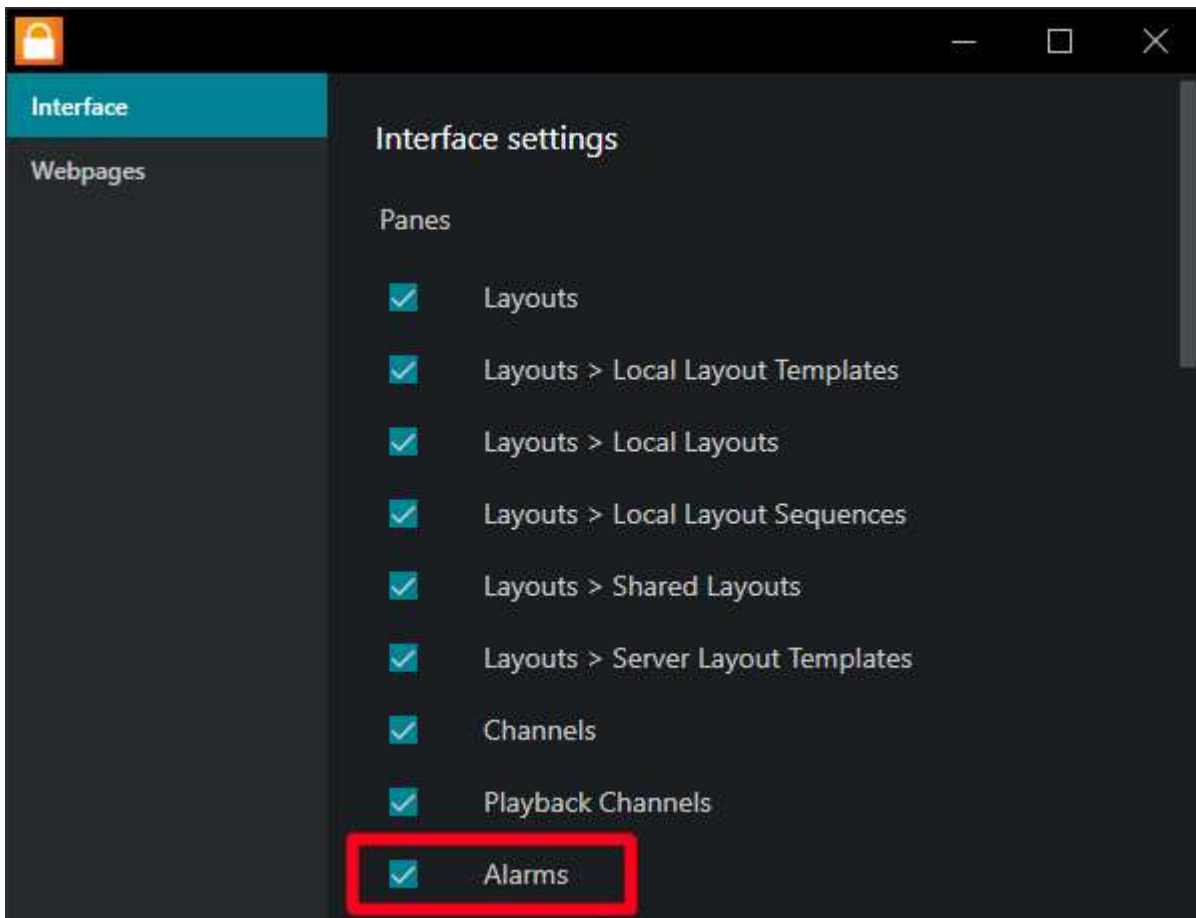 Interface
Webpages
Interface settings
Panes
Layouts
Layouts > Local Layout Templates
Layouts > Local Layouts
Layouts > Local Layout Sequences
Layouts > Shared Layouts
Layouts > Server Layout Templates
Channels
Playback Channels
Alarms